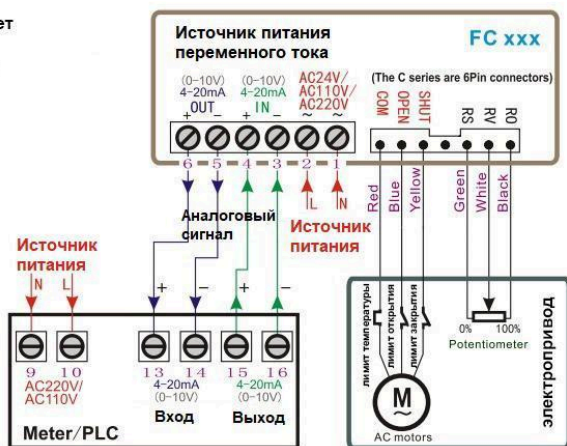 ет
Источник питания
переменного тока
FC xxx
(0-10V)
4-20mA
OUT
(0-10V)
4-20mA
IN
AC24V/
AC110V/
AC220V
(The C series are 6Pin connectors)
COM
OPEN
SHUT
RS
RV
RO
+
−
+
−
~
~
6
5
4
3
2
1
L
N
Аналоговый
сигнал
Источник
питания
Red
Blue
Yellow
Green
White
Black
Источник
питания
N
L
+
−
+
−
9
10
13
14
15
16
AC220V/
AC110V
4-20mA
(0-10V)
Вход
4-20mA
(0-10V)
Выход
Meter/PLC
лимит температуры
лимит открытия
лимит закрытия
0%
100%
Potentiometer
M
~
AC motors
электропривод